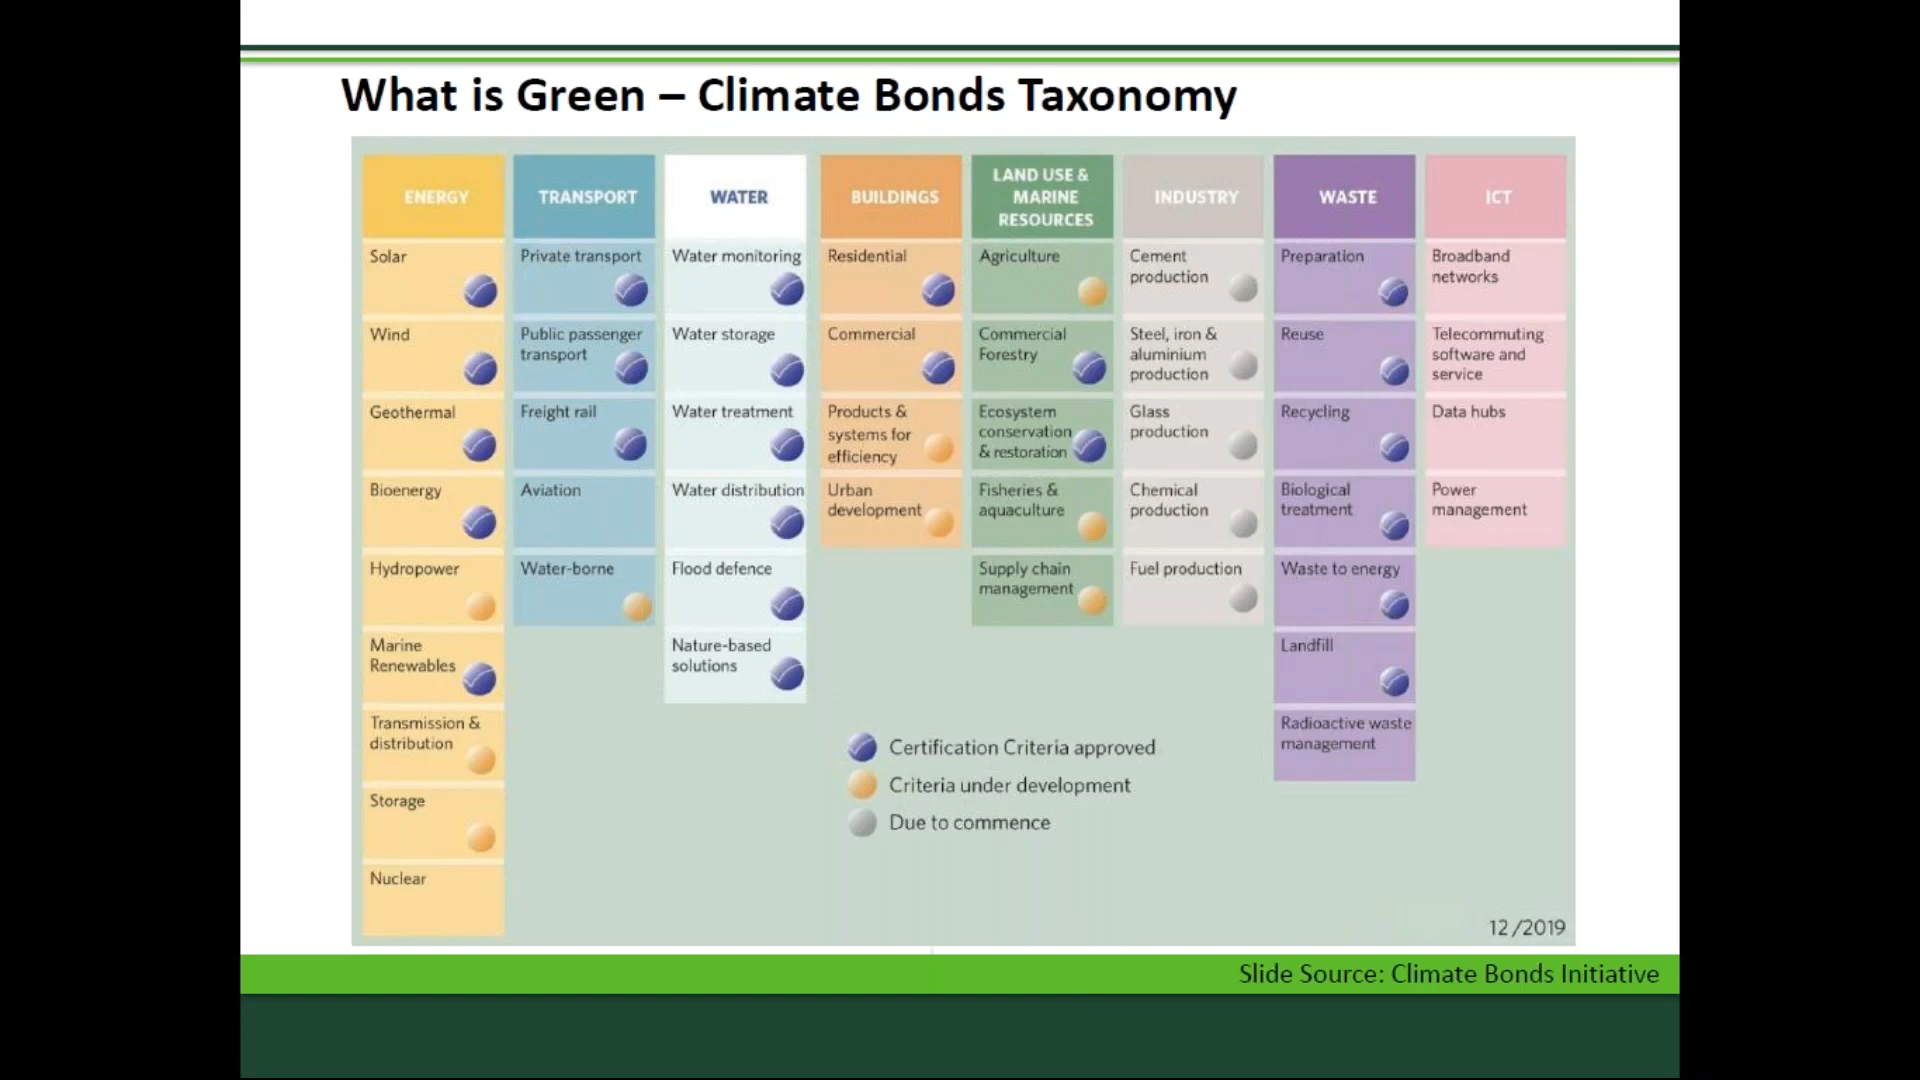 What is Green – Climate Bonds Taxonomy
ENERGY
Solar
Wind
Geothermal
Bioenergy
Hydropower
Marine
Renewables
Transmission &
distribution
Storage
Nuclear
TRANSPORT
Private transport
Public passenger
transport
Freight rail
Aviation
Water-borne
WATER
Water monitoring
Water storage
Water treatment
Water distribution
Flood defence
Nature-based
solutions
BUILDINGS
Residential
Commercial
Products &
systems for
efficiency
Urban
development
LAND USE &
MARINE
RESOURCES
Agriculture
Commercial
Forestry
Ecosystem
conservation
& restoration
Fisheries &
aquaculture
Supply chain
management
INDUSTRY
Cement
production
Steel, iron &
aluminium
production
Glass
production
Chemical
production
Fuel production
WASTE
Preparation
Reuse
Recycling
Biological
treatment
Waste to energy
Landfill
Radioactive waste
management
ICT
Broadband
networks
Telecommuting
software and
service
Data hubs
Power
management
Certification Criteria approved
Criteria under development
Due to commence
12/2019
Slide Source: Climate Bonds Initiative